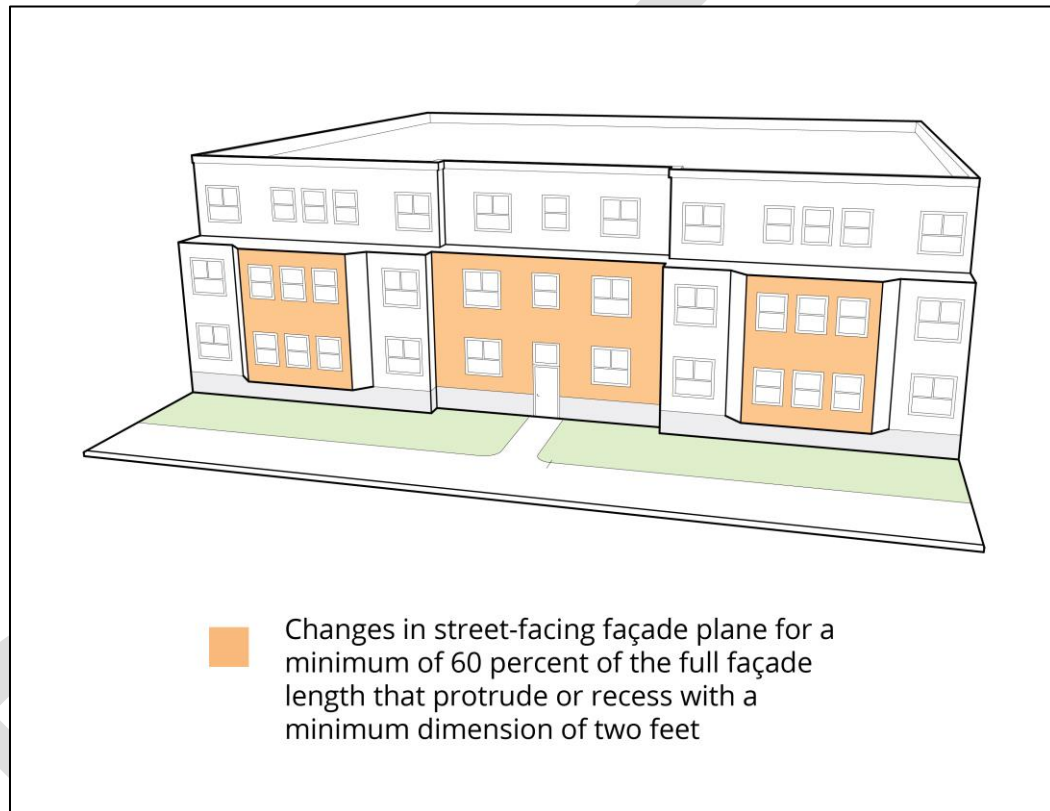 Changes in street-facing façade plane for a
minimum of 60 percent of the full façade
length that protrude or recess with a
minimum dimension of two feet